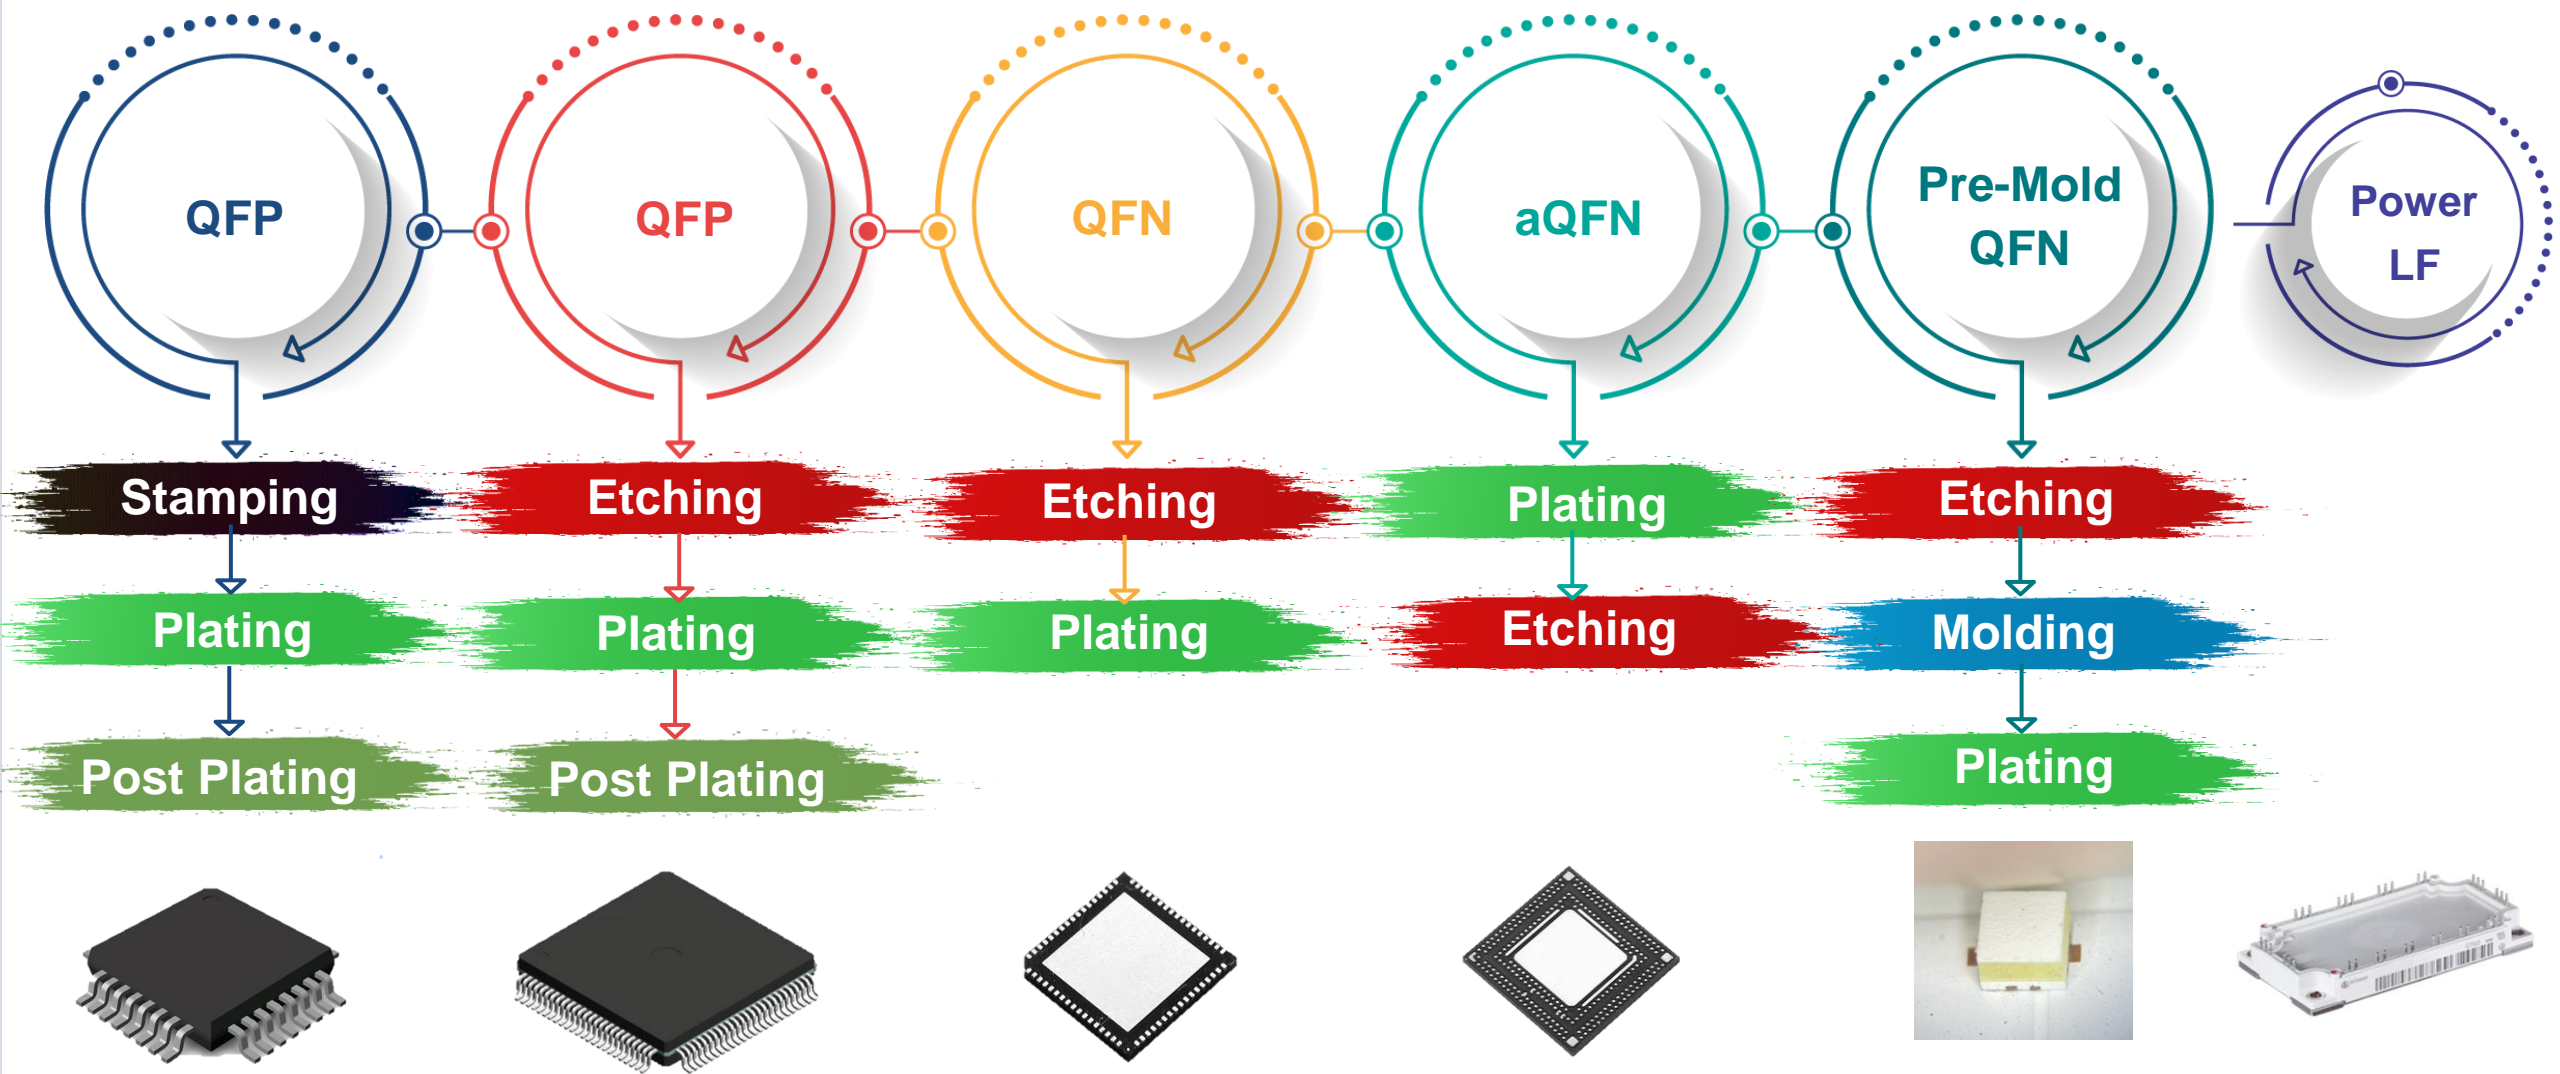 QFP
QFP
QFN
aQFN
Pre-Mold
QFN
Power
LF
Stamping
Etching
Etching
Plating
Etching
Plating
Plating
Plating
Etching
Molding
Post Plating
Post Plating
Plating